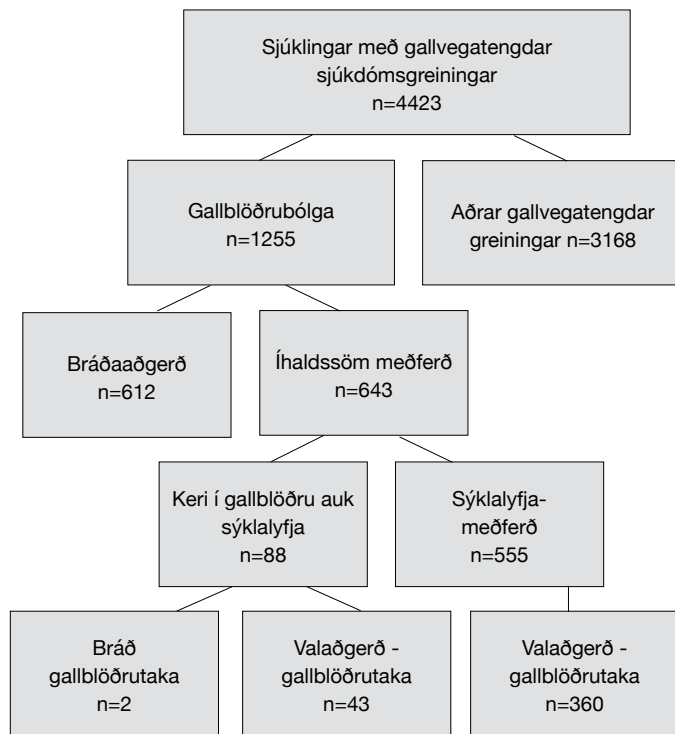 Sjúklingar með gallvegatengdar
sjúkdómsgreiningar
n=4423
Gallblöðrubólga
n=1255
Aðrar gallvegatengdar
greiningar n=3168
Bráðaaðgerð
n=612
Íhaldssöm meðferð
n=643
Keri í gallblöðru auk
sýklalyfja
n=88
Sýklalyfja-
meðferð
n=555
Bráð
gallblöðrutaka
n=2
Valaðgerð -
gallblöðrutaka
n=43
Valaðgerð -
gallblöðrutaka
n=360